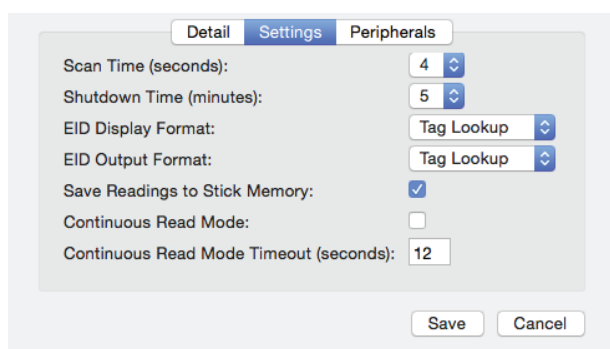 Detail Settings Peripherals
Scan Time (seconds): 4
Shutdown Time (minutes): 5
EID Display Format: Tag Lookup
EID Output Format: Tag Lookup
Save Readings to Stick Memory:
Continuous Read Mode:
Continuous Read Mode Timeout (seconds): 12
Save Cancel